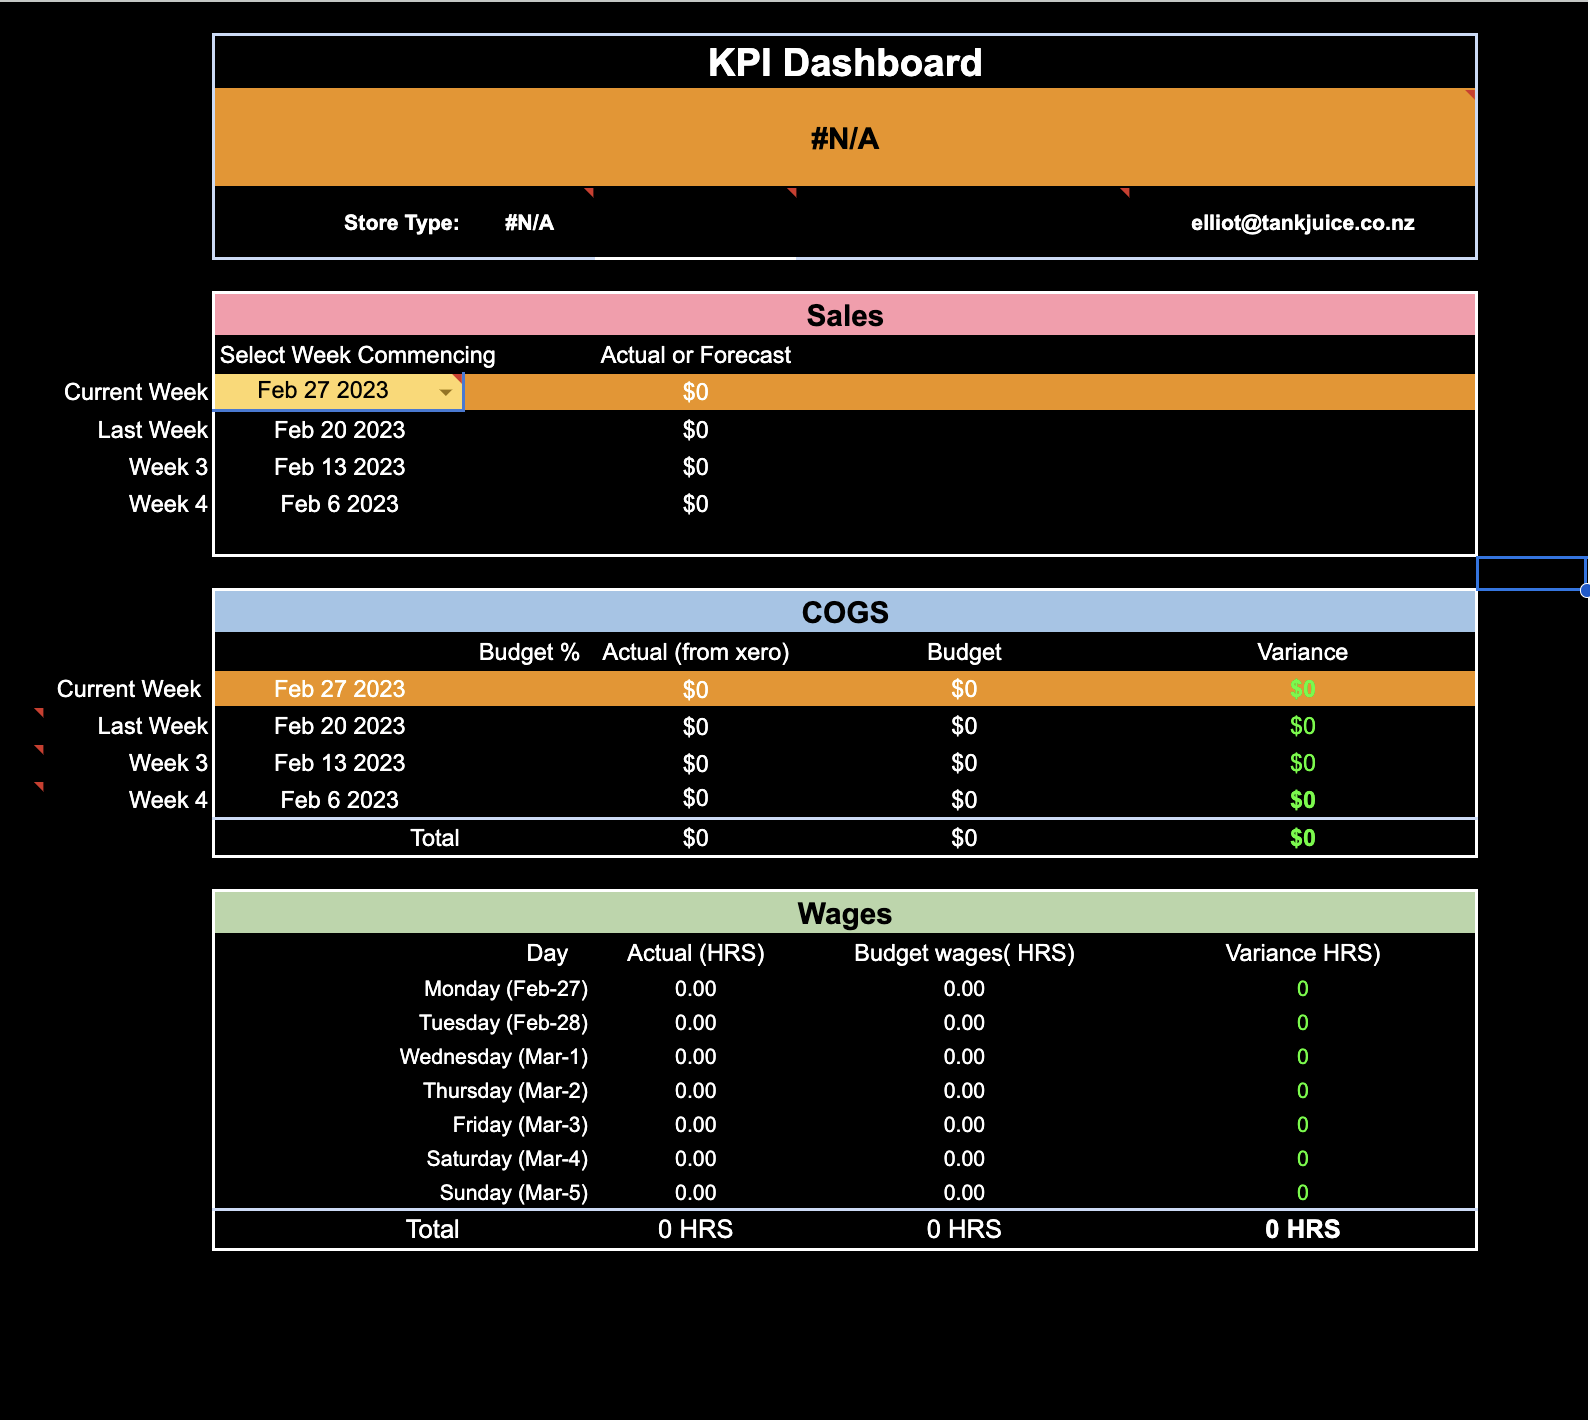 KPI Dashboard
#N/A
Store Type: #N/A elliot@tankjuice.co.nz
Sales
Select Week Commencing Actual or Forecast
Current Week Feb 27 2023 $0
Last Week Feb 20 2023 $0
Week 3 Feb 13 2023 $0
Week 4 Feb 6 2023 $0
COGS
Budget % Actual (from xero) Budget Variance
Current Week Feb 27 2023 $0 $0 $0
Last Week Feb 20 2023 $0 $0 $0
Week 3 Feb 13 2023 $0 $0 $0
Week 4 Feb 6 2023 $0 $0 $0
Total $0 $0 $0
Wages
Day Actual (HRS) Budget wages( HRS) Variance HRS)
Monday (Feb-27) 0.00 0.00 0
Tuesday (Feb-28) 0.00 0.00 0
Wednesday (Mar-1) 0.00 0.00 0
Thursday (Mar-2) 0.00 0.00 0
Friday (Mar-3) 0.00 0.00 0
Saturday (Mar-4) 0.00 0.00 0
Sunday (Mar-5) 0.00 0.00 0
Total 0 HRS 0 HRS 0 HRS